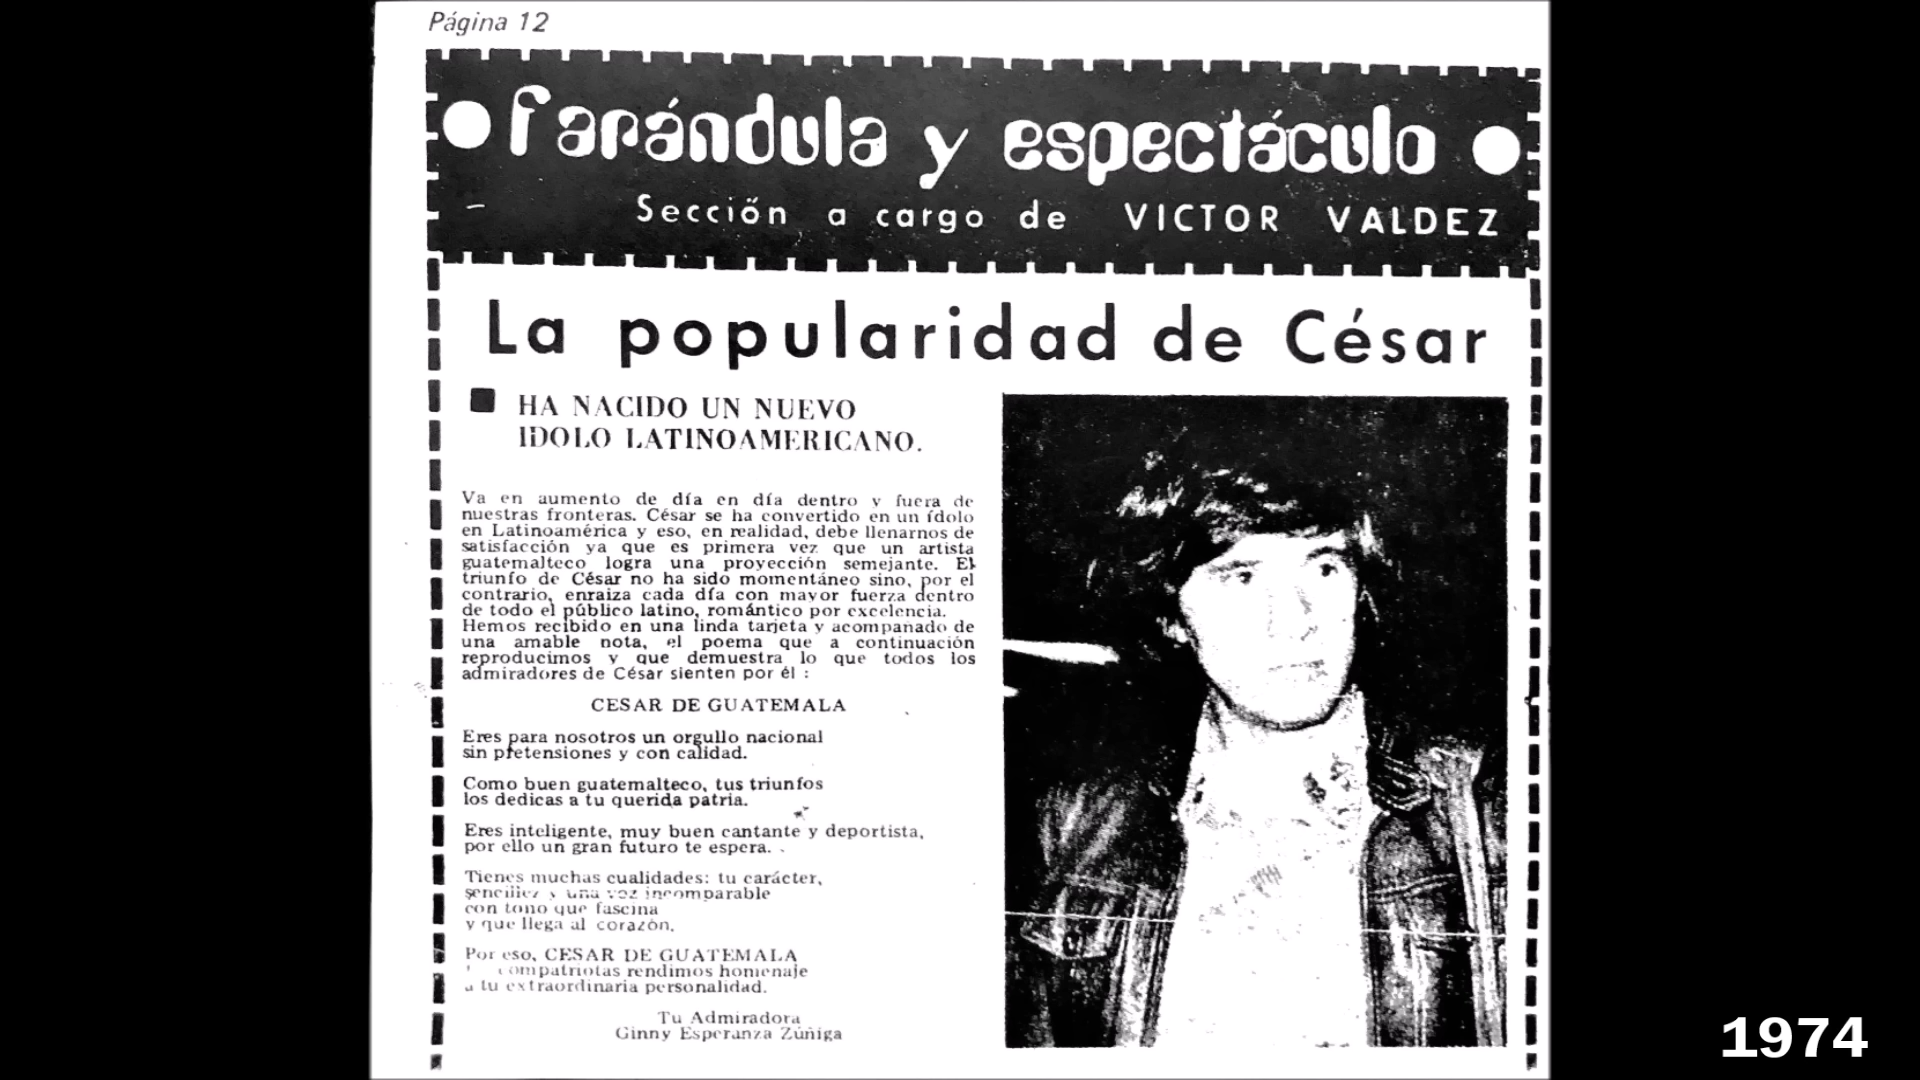 Página 12
farándula y espectáculo
Sección a cargo de VICTOR VALDEZ
La popularidad de César
HA NACIDO UN NUEVO
IDOLO LATINOAMERICANO.
Va en aumento de día en día dentro y fuera de
nuestras fronteras. César se ha convertido en un ídolo
en Latinoamérica y eso, en realidad, debe llenarnos de
satisfacción ya que es primera vez que un artista
guatemalteco logra una proyección semejante. El
triunfo de César no ha sido momentáneo sino, por el
contrario, enraiza cada día con mayor fuerza dentro
de todo el público latino, romántico por excelencia.
Hemos recibido en una linda tarjeta y acompañado de
una amable nota, el poema que a continuación
reproducimos y que demuestra lo que todos los
admiradores de César sienten por él :
CESAR DE GUATEMALA
Eres para nosotros un orgullo nacional
sin pretensiones y con calidad.
Como buen guatemalteco, tus triunfos
los dedicas a tu querida patria.
Eres inteligente, muy buen cantante y deportista,
por ello un gran futuro te espera.
Tienes muchas cualidades: tu carácter,
sencillez y una voz incomparable
con tono que fascina
y que llega al corazón.
Por eso, CESAR DE GUATEMALA
compatriotas rendimos homenaje
a tu extraordinaria personalidad.
Tu Admiradora
Ginny Esperanza Zúñiga
1974